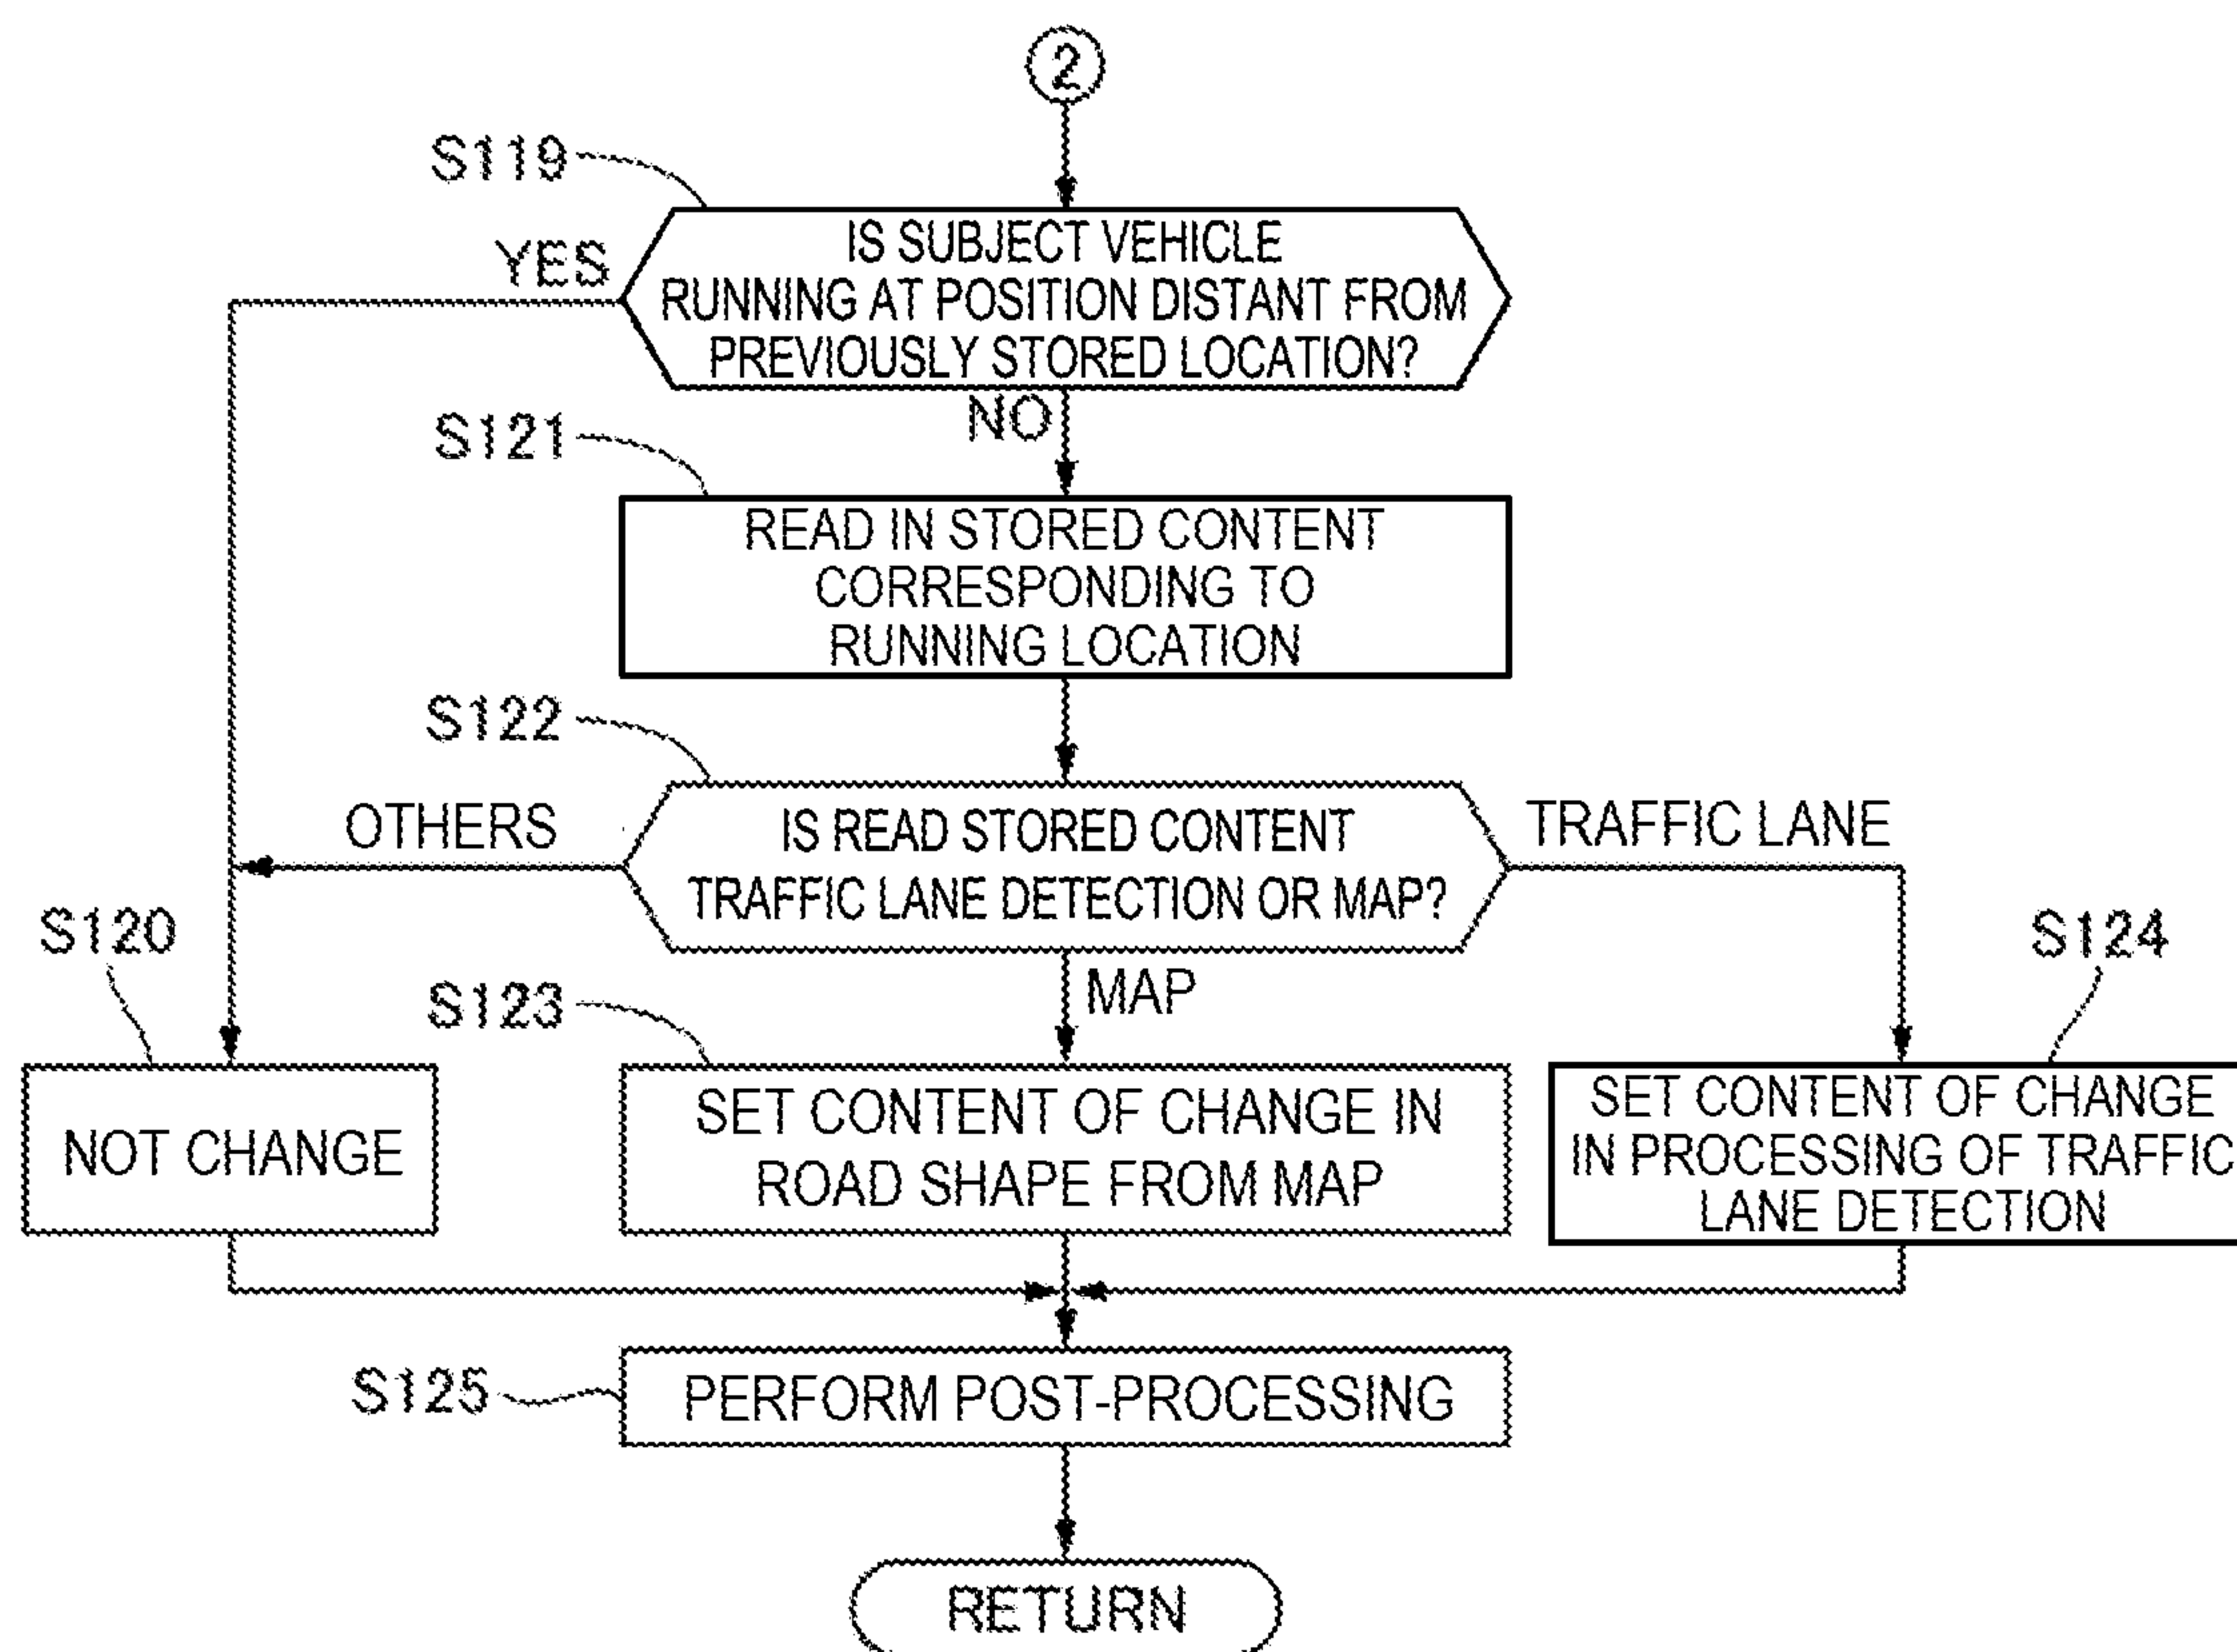 2
S119
YES
IS SUBJECT VEHICLE
RUNNING AT POSITION DISTANT FROM
PREVIOUSLY STORED LOCATION?
NO
S121
READ IN STORED CONTENT
CORRESPONDING TO
RUNNING LOCATION
S122
OTHERS
IS READ STORED CONTENT
TRAFFIC LANE DETECTION OR MAP?
TRAFFIC LANE
S120
S123
MAP
S124
NOT CHANGE
SET CONTENT OF CHANGE IN
ROAD SHAPE FROM MAP
SET CONTENT OF CHANGE
IN PROCESSING OF TRAFFIC
LANE DETECTION
S125
PERFORM POST-PROCESSING
RETURN